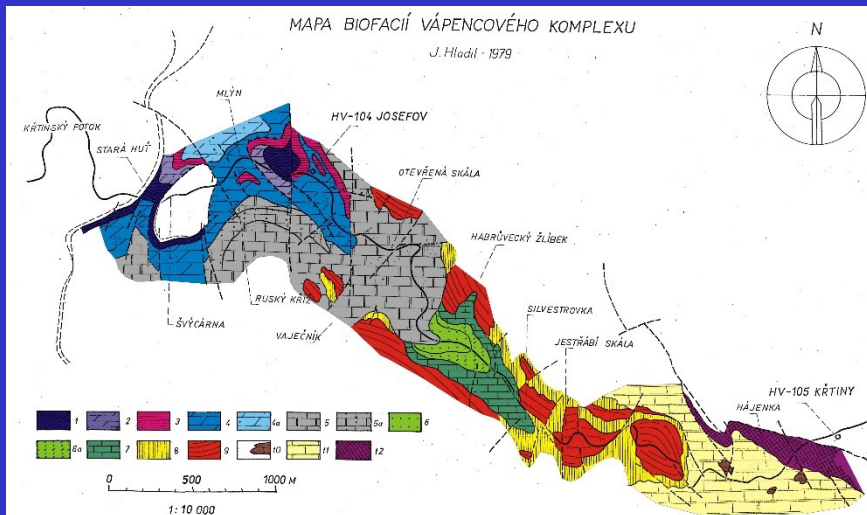 MAPA BIOFACIÍ VÁPENCOVÉHO KOMPLEXU
J. Hladil - 1979
N
MLÝN
KŘTINSKÝ POTOK
HV-104 JOSEFOV
STARÁ HUŤ
OTEVŘENÁ SKÁLA
HABRŮVECKÝ ŽLÍBEK
RUSKÝ KŘÍŽ
SILVESTROVKA
ŠVÝCÁRNA
VAJEČNÍK
JESTŘÁBÍ SKÁLA
HV-105 KŘTINY
HÁJENKA
1 2 3 4 4a 5 5a 6
6a 7 8 9 10 11 12
0 500 1000 M
1: 10 000